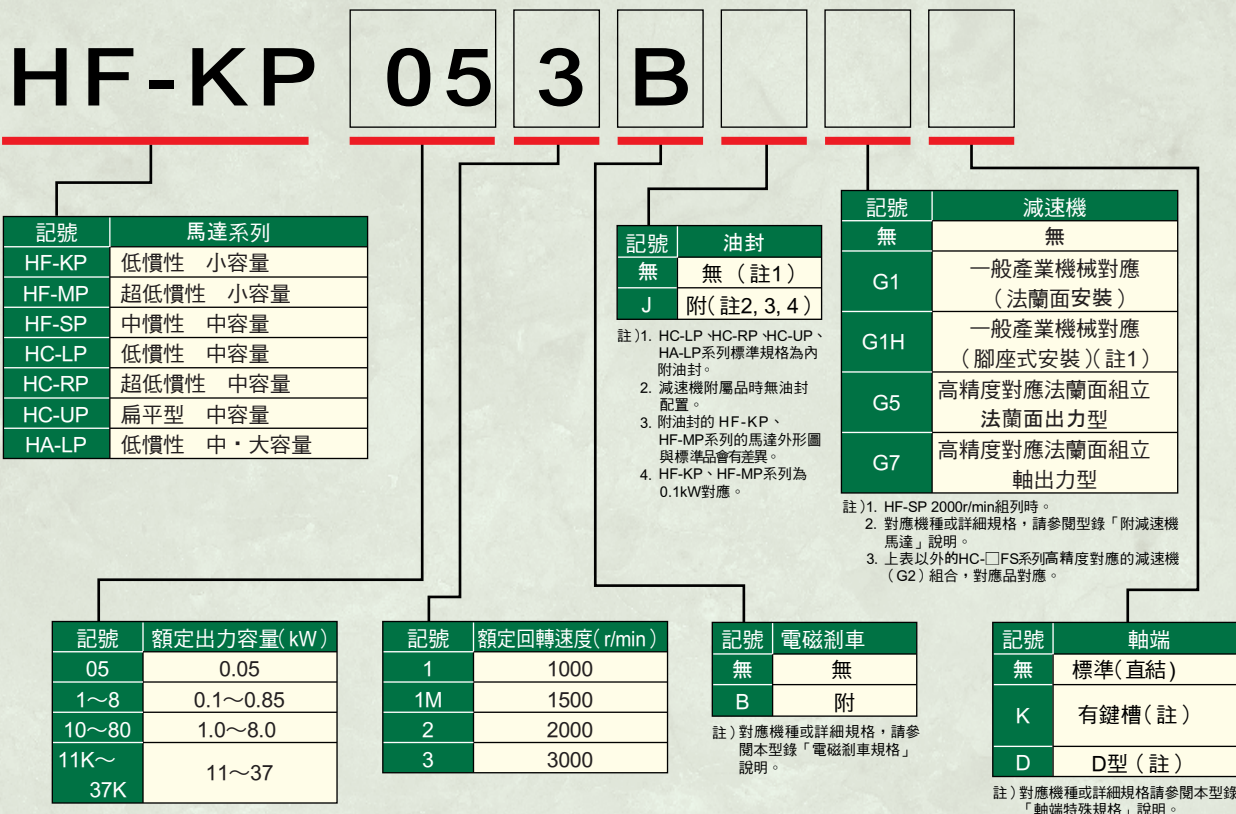 HF-KP 05 3 B
記號 馬達系列
HF-KP 低慣性 小容量
HF-MP 超低慣性 小容量
HF-SP 中慣性 中容量
HC-LP 低慣性 中容量
HC-RP 超低慣性 中容量
HC-UP 扁平型 中容量
HA-LP 低慣性 中・大容量
記號 油封
無 無（註1）
J 附(註2, 3, 4)
註)1. HC-LP、HC-RP、HC-UP、
HA-LP系列標準規格為內
附油封。
2. 減速機附屬品時無油封
配置。
3. 附油封的 HF-KP、
HF-MP系列的馬達外形圖
與標準品會有差異。
4. HF-KP、HF-MP系列為
0.1kW對應。
記號 減速機
無 無
G1 一般產業機械對應
（法蘭面安裝）
G1H 一般產業機械對應
（腳座式安裝）(註1)
G5 高精度對應法蘭面組立
法蘭面出力型
G7 高精度對應法蘭面組立
軸出力型
註)1. HF-SP 2000r/min組列時。
2. 對應機種或詳細規格，請參閱型錄「附減速機
馬達」說明。
3. 上表以外的HC-□FS系列高精度對應的減速機
（G2）組合，對應品對應。
記號 額定出力容量(kW)
05 0.05
1～8 0.1～0.85
10～80 1.0～8.0
11K～
37K 11～37
記號 額定回轉速度(r/min)
1 1000
1M 1500
2 2000
3 3000
記號 電磁剎車
無 無
B 附
註)對應機種或詳細規格，請參
閱本型錄「電磁剎車規格」
說明。
記號 軸端
無 標準(直結)
K 有鍵槽(註)
D D型(註)
註)對應機種或詳細規格請參閱本型錄
「軸端特殊規格」說明。